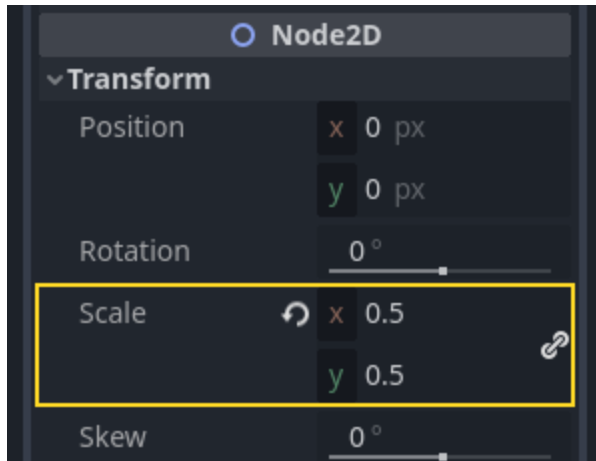 Node2D
Transform
Position x 0 px
y 0 px
Rotation 0 °
Scale x 0.5
y 0.5
Skew 0 °